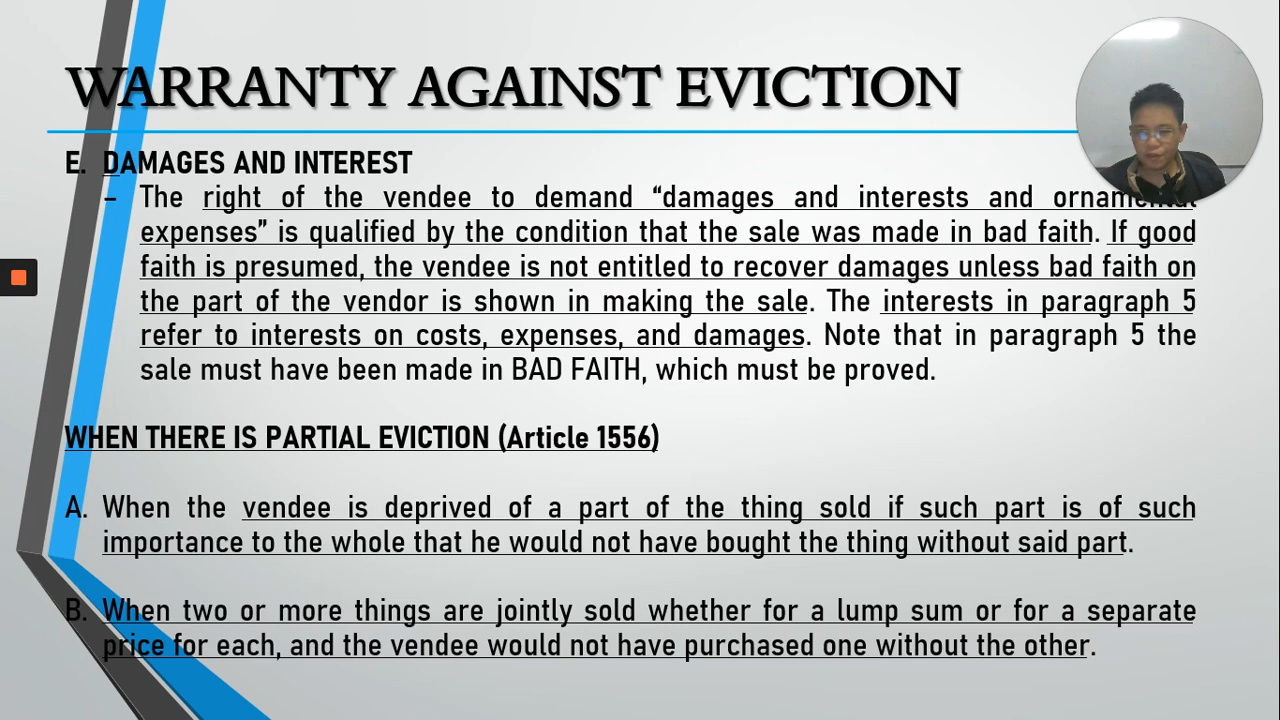 WARRANTY AGAINST EVICTION
E. DAMAGES AND INTEREST
– The right of the vendee to demand “damages and interests and ornamental
expenses” is qualified by the condition that the sale was made in bad faith. If good
faith is presumed, the vendee is not entitled to recover damages unless bad faith on
the part of the vendor is shown in making the sale. The interests in paragraph 5
refer to interests on costs, expenses, and damages. Note that in paragraph 5 the
sale must have been made in BAD FAITH, which must be proved.
WHEN THERE IS PARTIAL EVICTION (Article 1556)
A. When the vendee is deprived of a part of the thing sold if such part is of such
importance to the whole that he would not have bought the thing without said part.
B. When two or more things are jointly sold whether for a lump sum or for a separate
price for each, and the vendee would not have purchased one without the other.